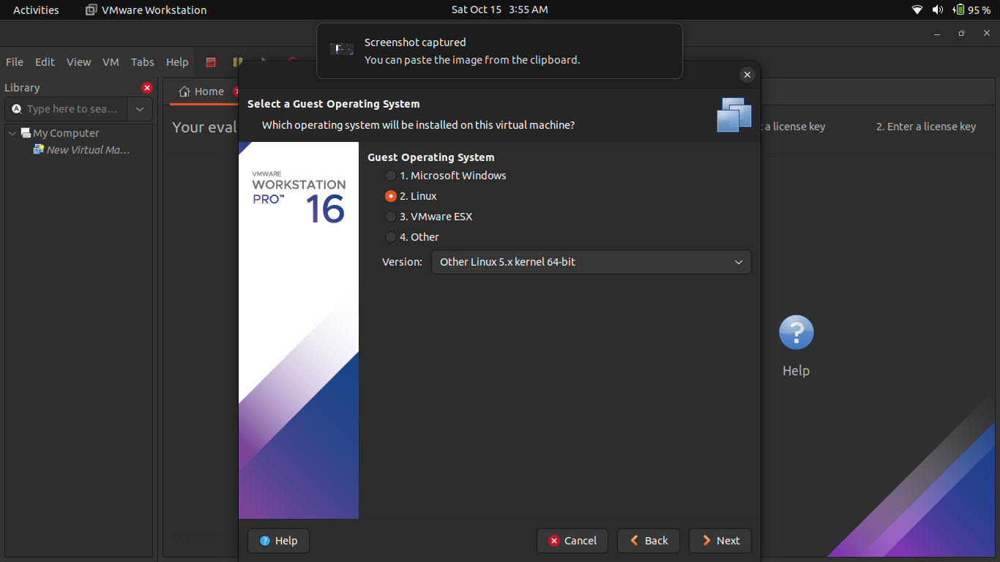 Activities VMware Workstation Sat Oct 15 3:55 AM 95 %
Screenshot captured
You can paste the image from the clipboard.
File Edit View VM Tabs Help
Library
Home
Type here to sea...
Select a Guest Operating System
Which operating system will be installed on this virtual machine?
Your eval
a license key
2. Enter a license key
My Computer
New Virtual Ma...
VMWARE
WORKSTATION
PRO™ 16
Guest Operating System
1. Microsoft Windows
2. Linux
3. VMware ESX
4. Other
Version: Other Linux 5.x kernel 64-bit
Help
Help Cancel Back Next